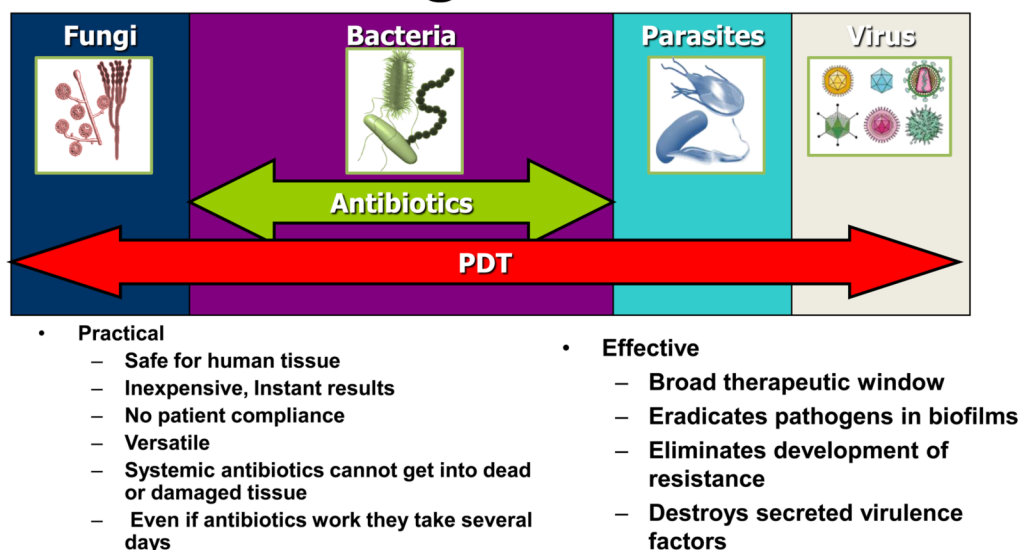 Fungi
Bacteria
Parasites
Virus
Antibiotics
PDT
• Practical
– Safe for human tissue
– Inexpensive, Instant results
– No patient compliance
– Versatile
– Systemic antibiotics cannot get into dead
or damaged tissue
– Even if antibiotics work they take several
days
• Effective
– Broad therapeutic window
– Eradicates pathogens in biofilms
– Eliminates development of
resistance
– Destroys secreted virulence
factors